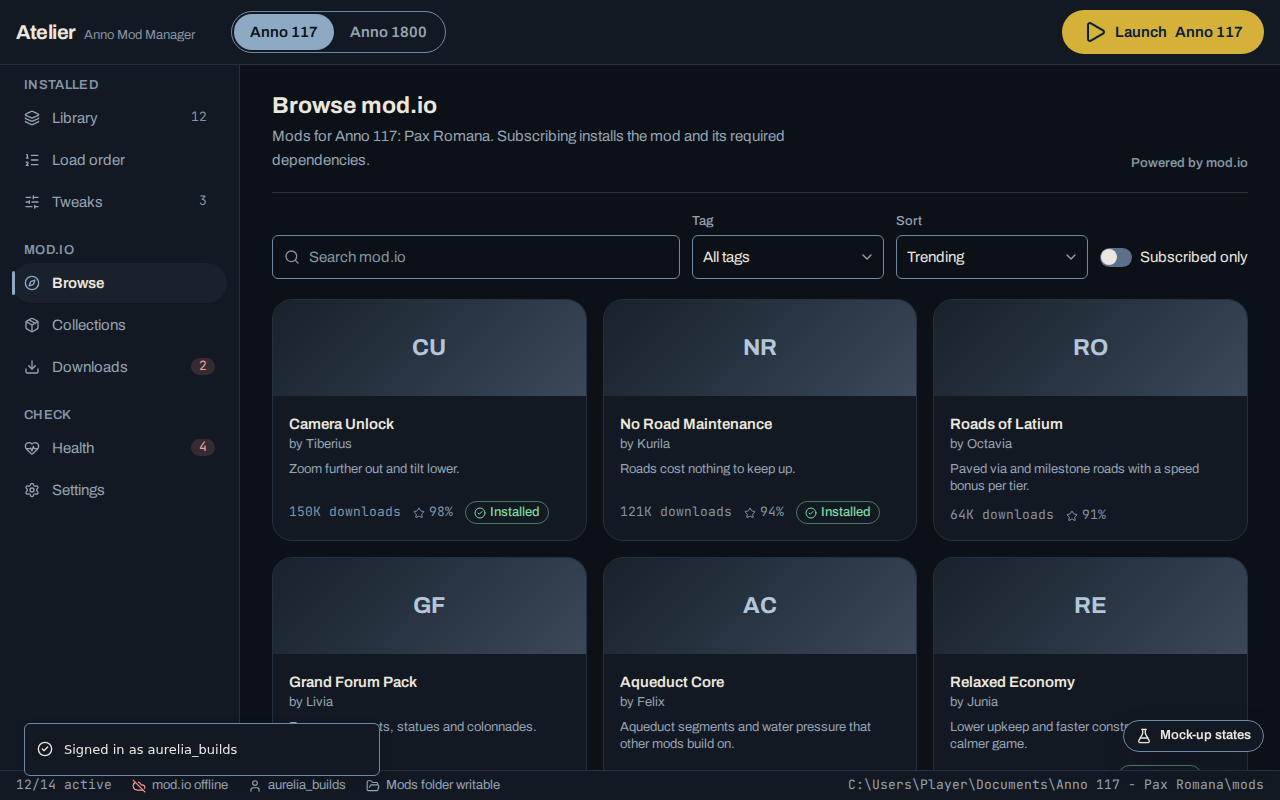 Atelier Anno Mod Manager Anno 117 Anno 1800 Launch Anno 117
INSTALLED
Library 12
Load order
Tweaks 3
MOD.IO
Browse
Collections
Downloads 2
CHECK
Health 4
Settings
Browse mod.io
Mods for Anno 117: Pax Romana. Subscribing installs the mod and its required
dependencies.
Powered by mod.io
Tag
Sort
Search mod.io
All tags
Trending
Subscribed only
CU
Camera Unlock
by Tiberius
Zoom further out and tilt lower.
150K downloads 98% Installed
NR
No Road Maintenance
by Kurila
Roads cost nothing to keep up.
121K downloads 94% Installed
RO
Roads of Latium
by Octavia
Paved via and milestone roads with a speed
bonus per tier.
64K downloads 91%
GF
Grand Forum Pack
by Livia
statues and colonnades.
AC
Aqueduct Core
by Felix
Aqueduct segments and water pressure that
other mods build on.
RE
Relaxed Economy
by Junia
Lower upkeep and faster
calmer game.
Signed in as aurelia_builds
Mock-up states
12/14 active mod.io offline aurelia_builds Mods folder writable C:\Users\Player\Documents\Anno 117 - Pax Romana\mods